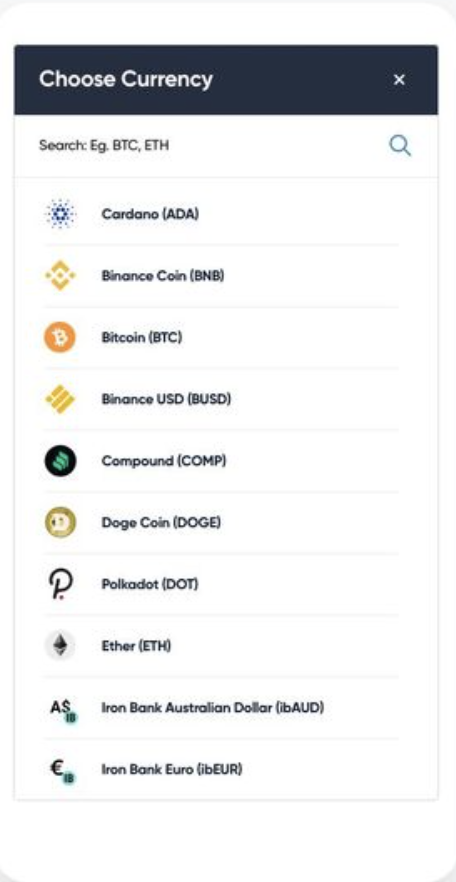 Choose Currency ×
Search: Eg. BTC, ETH
Cardano (ADA)
Binance Coin (BNB)
Bitcoin (BTC)
Binance USD (BUSD)
Compound (COMP)
Doge Coin (DOGE)
Polkadot (DOT)
Ether (ETH)
A$ IB Iron Bank Australian Dollar (ibAUD)
€ IB Iron Bank Euro (ibEUR)